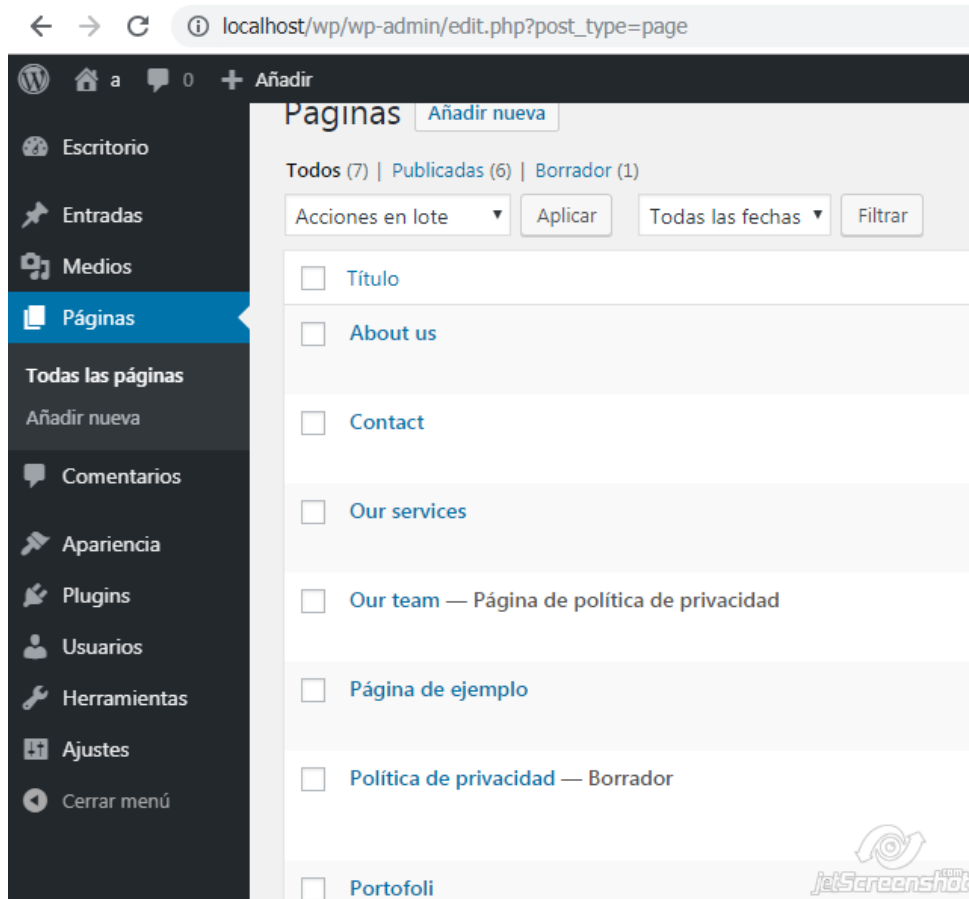 localhost/wp/wp-admin/edit.php?post_type=page
a 0 + Añadir
Páginas Añadir nueva
Escritorio
Todos (7) | Publicadas (6) | Borrador (1)
Entradas
Acciones en lote Aplicar Todas las fechas Filtrar
Medios
Título
Páginas
About us
Todas las páginas
Añadir nueva
Contact
Comentarios
Our services
Apariencia
Plugins
Our team — Página de política de privacidad
Usuarios
Herramientas
Página de ejemplo
Ajustes
Política de privacidad — Borrador
Cerrar menú
Portofoli